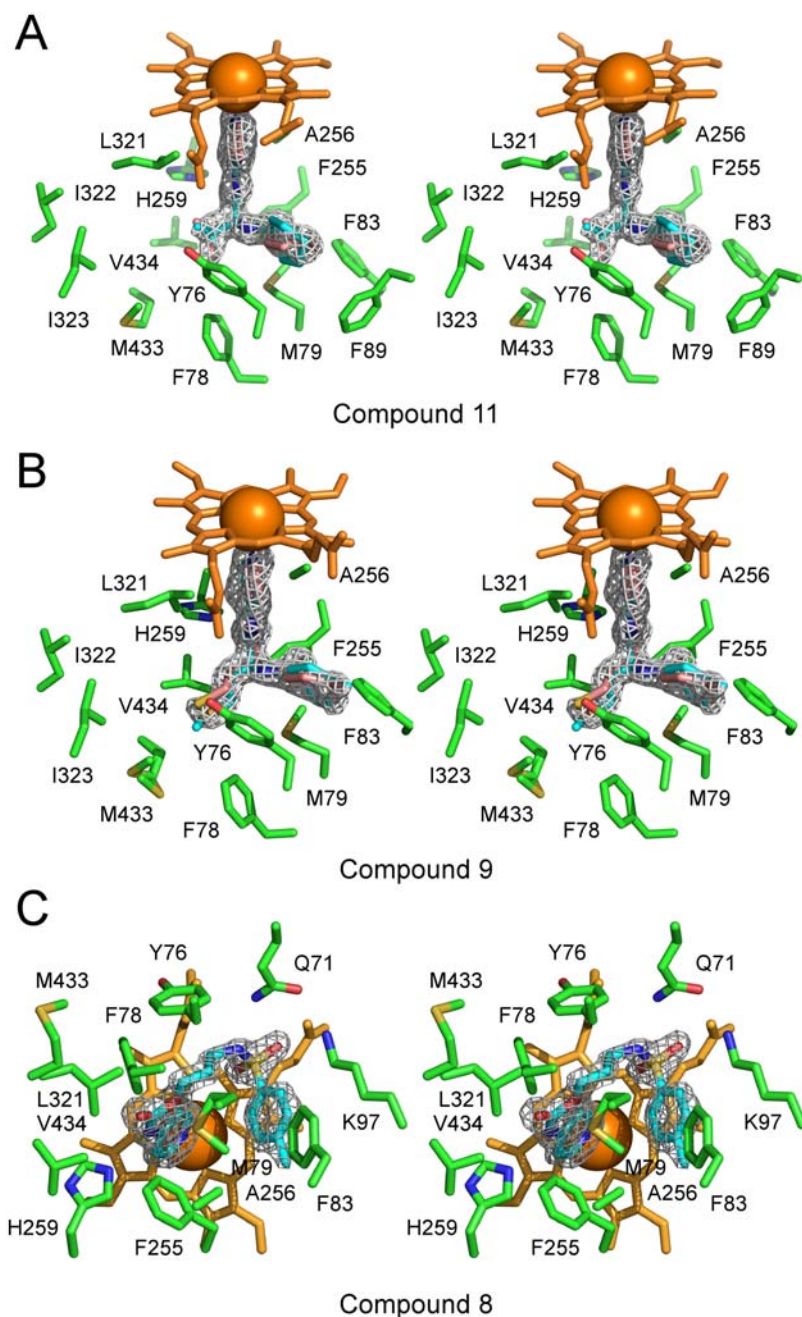 A
L321 A256 L321 A256
I322 H259 F255 I322 H259 F255
F83 F83
V434 V434
I323 Y76 I323 Y76
M433 M79 F89 M433 M79 F89
F78 F78
Compound 11
B
L321 A256 L321 A256
H259 H259
I322 F255 I322 F255
V434 F83 V434 F83
I323 Y76 I323 Y76
M433 M79 M433 M79
F78 F78
Compound 9
C
Y76 Q71 Y76 Q71
M433 M433
F78 F78
L321 L321
V434 K97 V434 K97
M79 M79
A256 F83 A256 F83
H259 F255 H259 F255
Compound 8